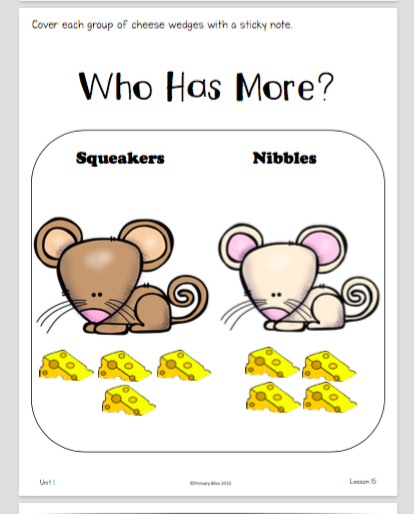 Cover each group of cheese wedges with a sticky note.
Who Has More?
Squeakers Nibbles
Unit 1 ©Primary Bliss 2015 Lesson 15